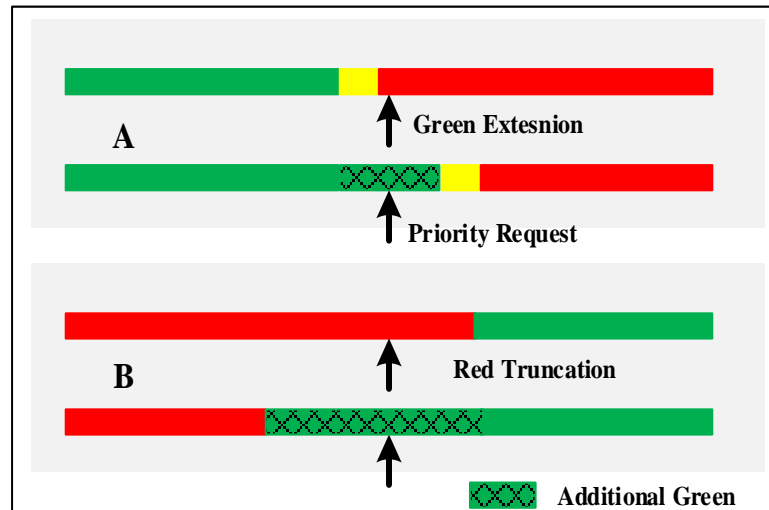 Green Extesnion
A
Priority Request
B
Red Truncation
Additional Green